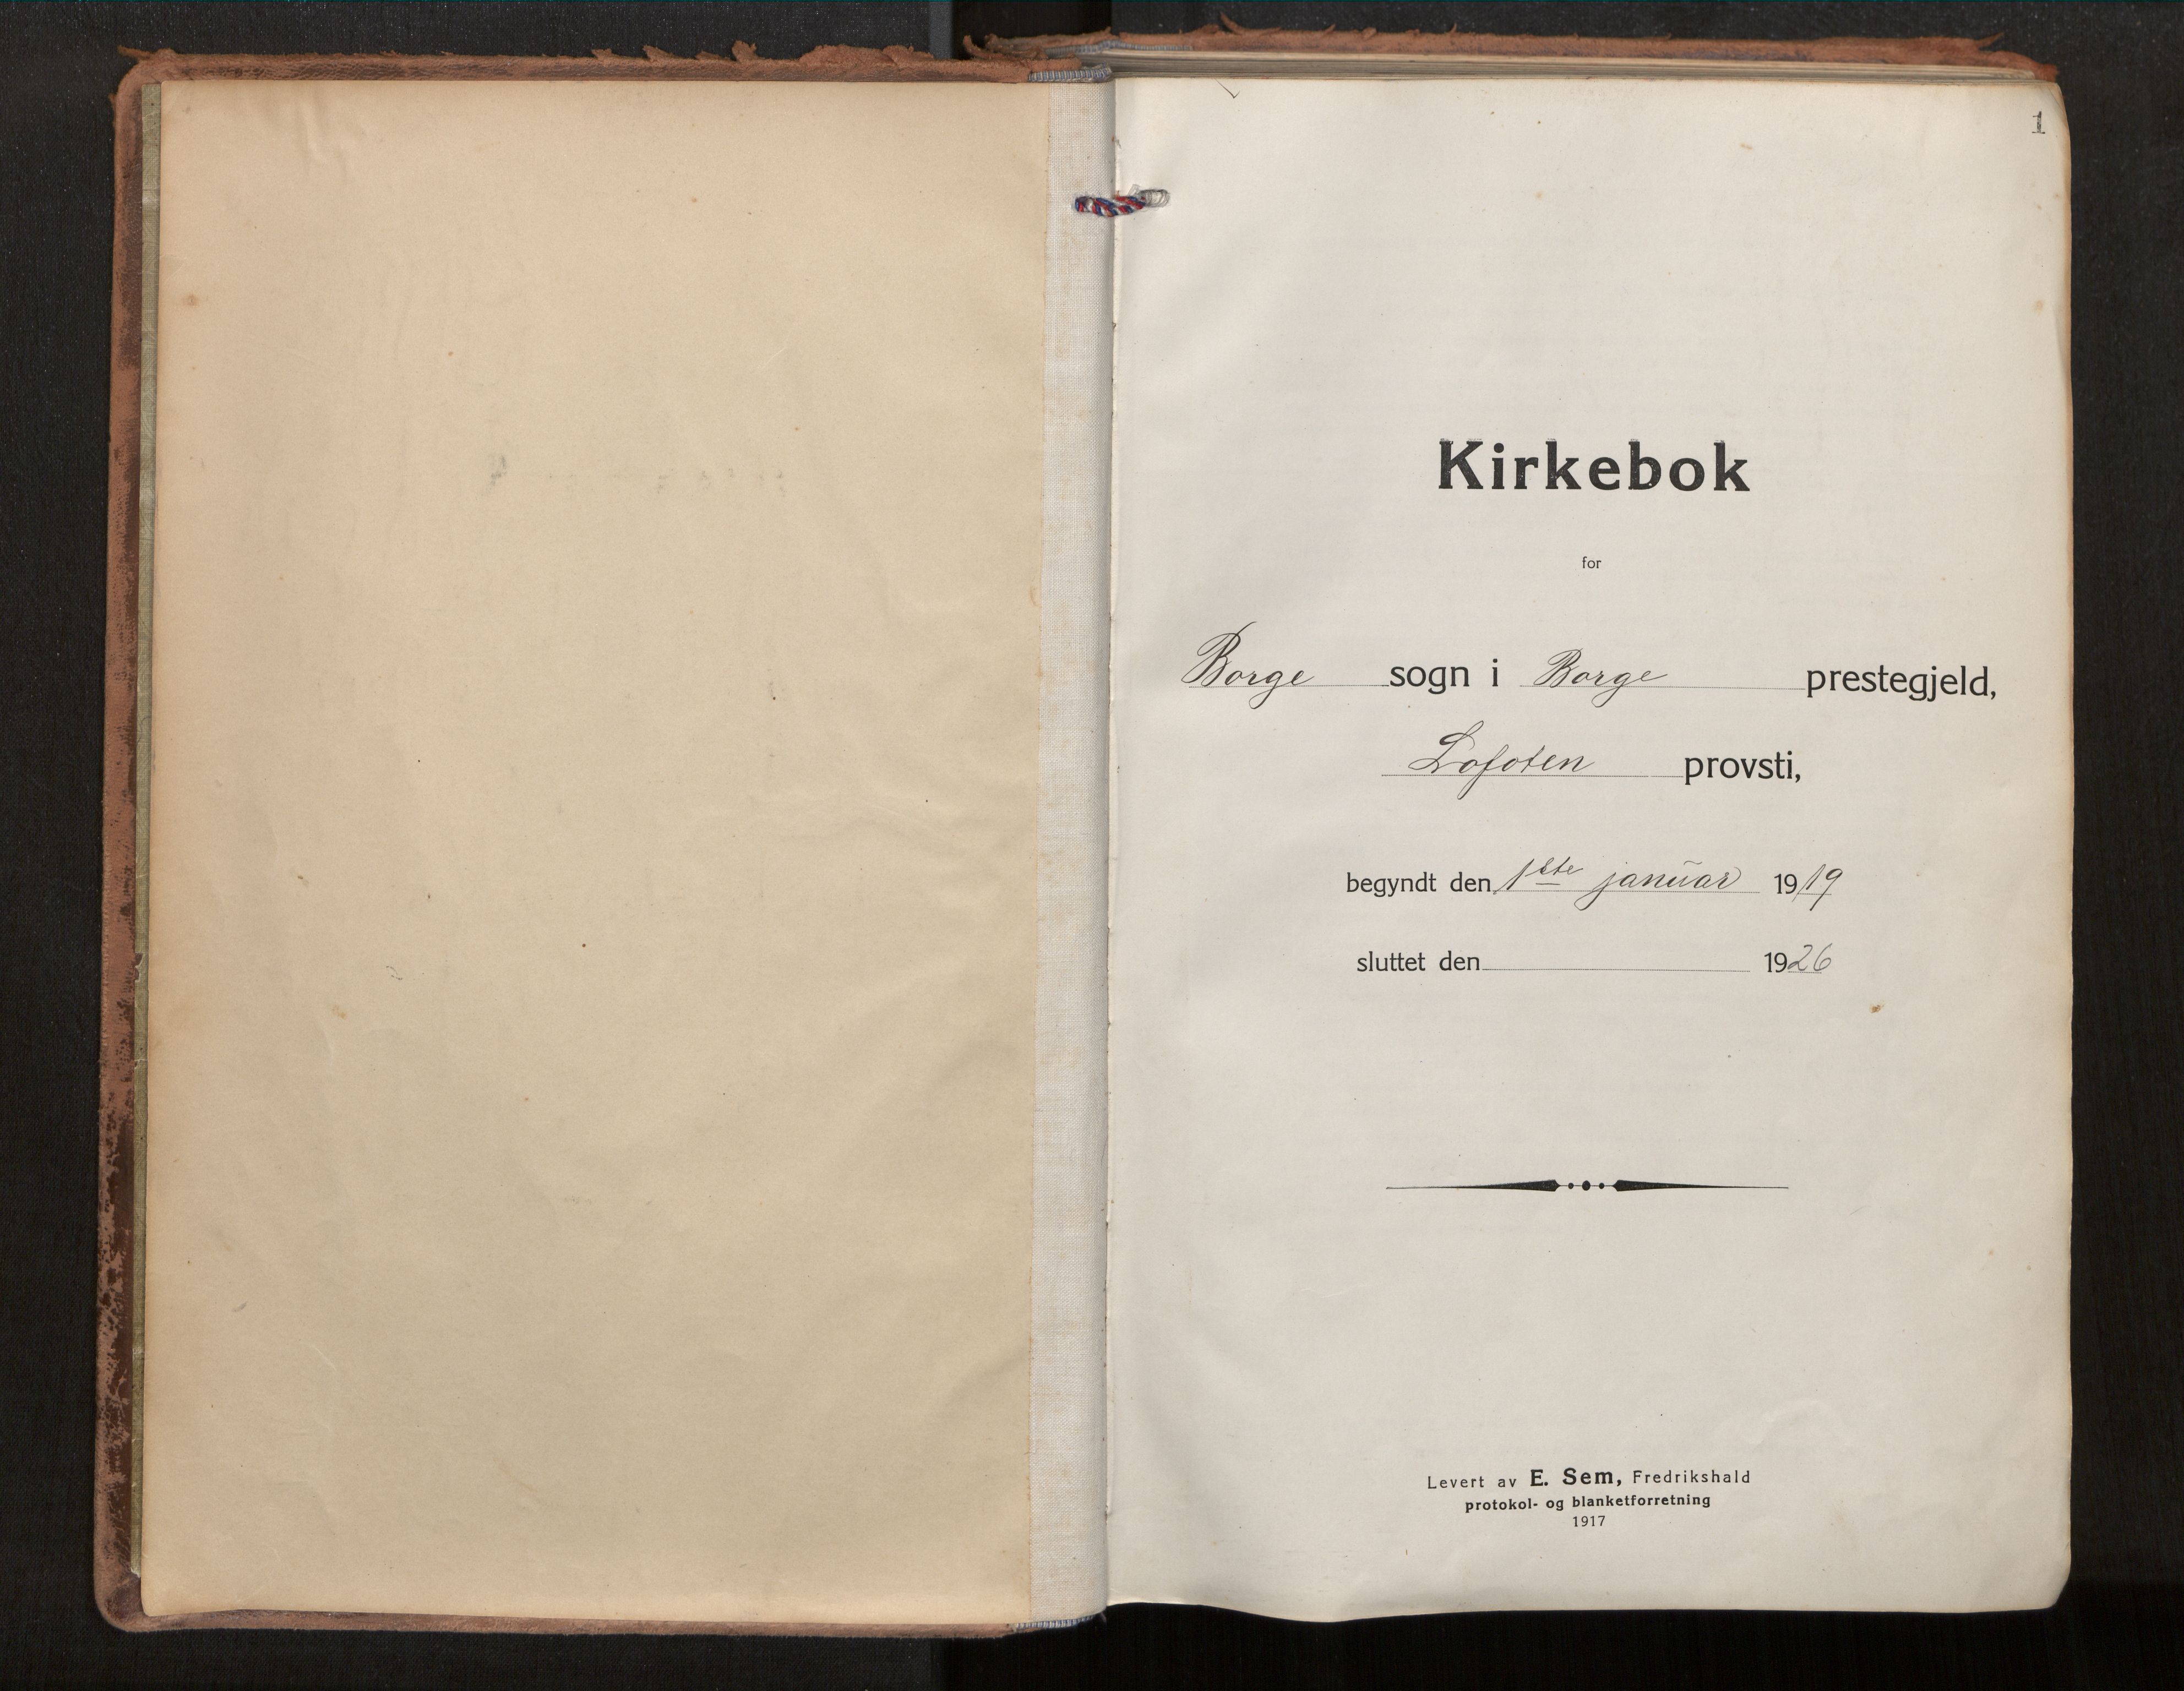 1
Kirkebok
for
Borge sogn i Borge prestegjeld,
Lofoten provsti,
begyndt den 1ste januar 1919
sluttet den 1926
Levert av E. Sem, Fredrikshald
protokol- og blanketforretning
1917